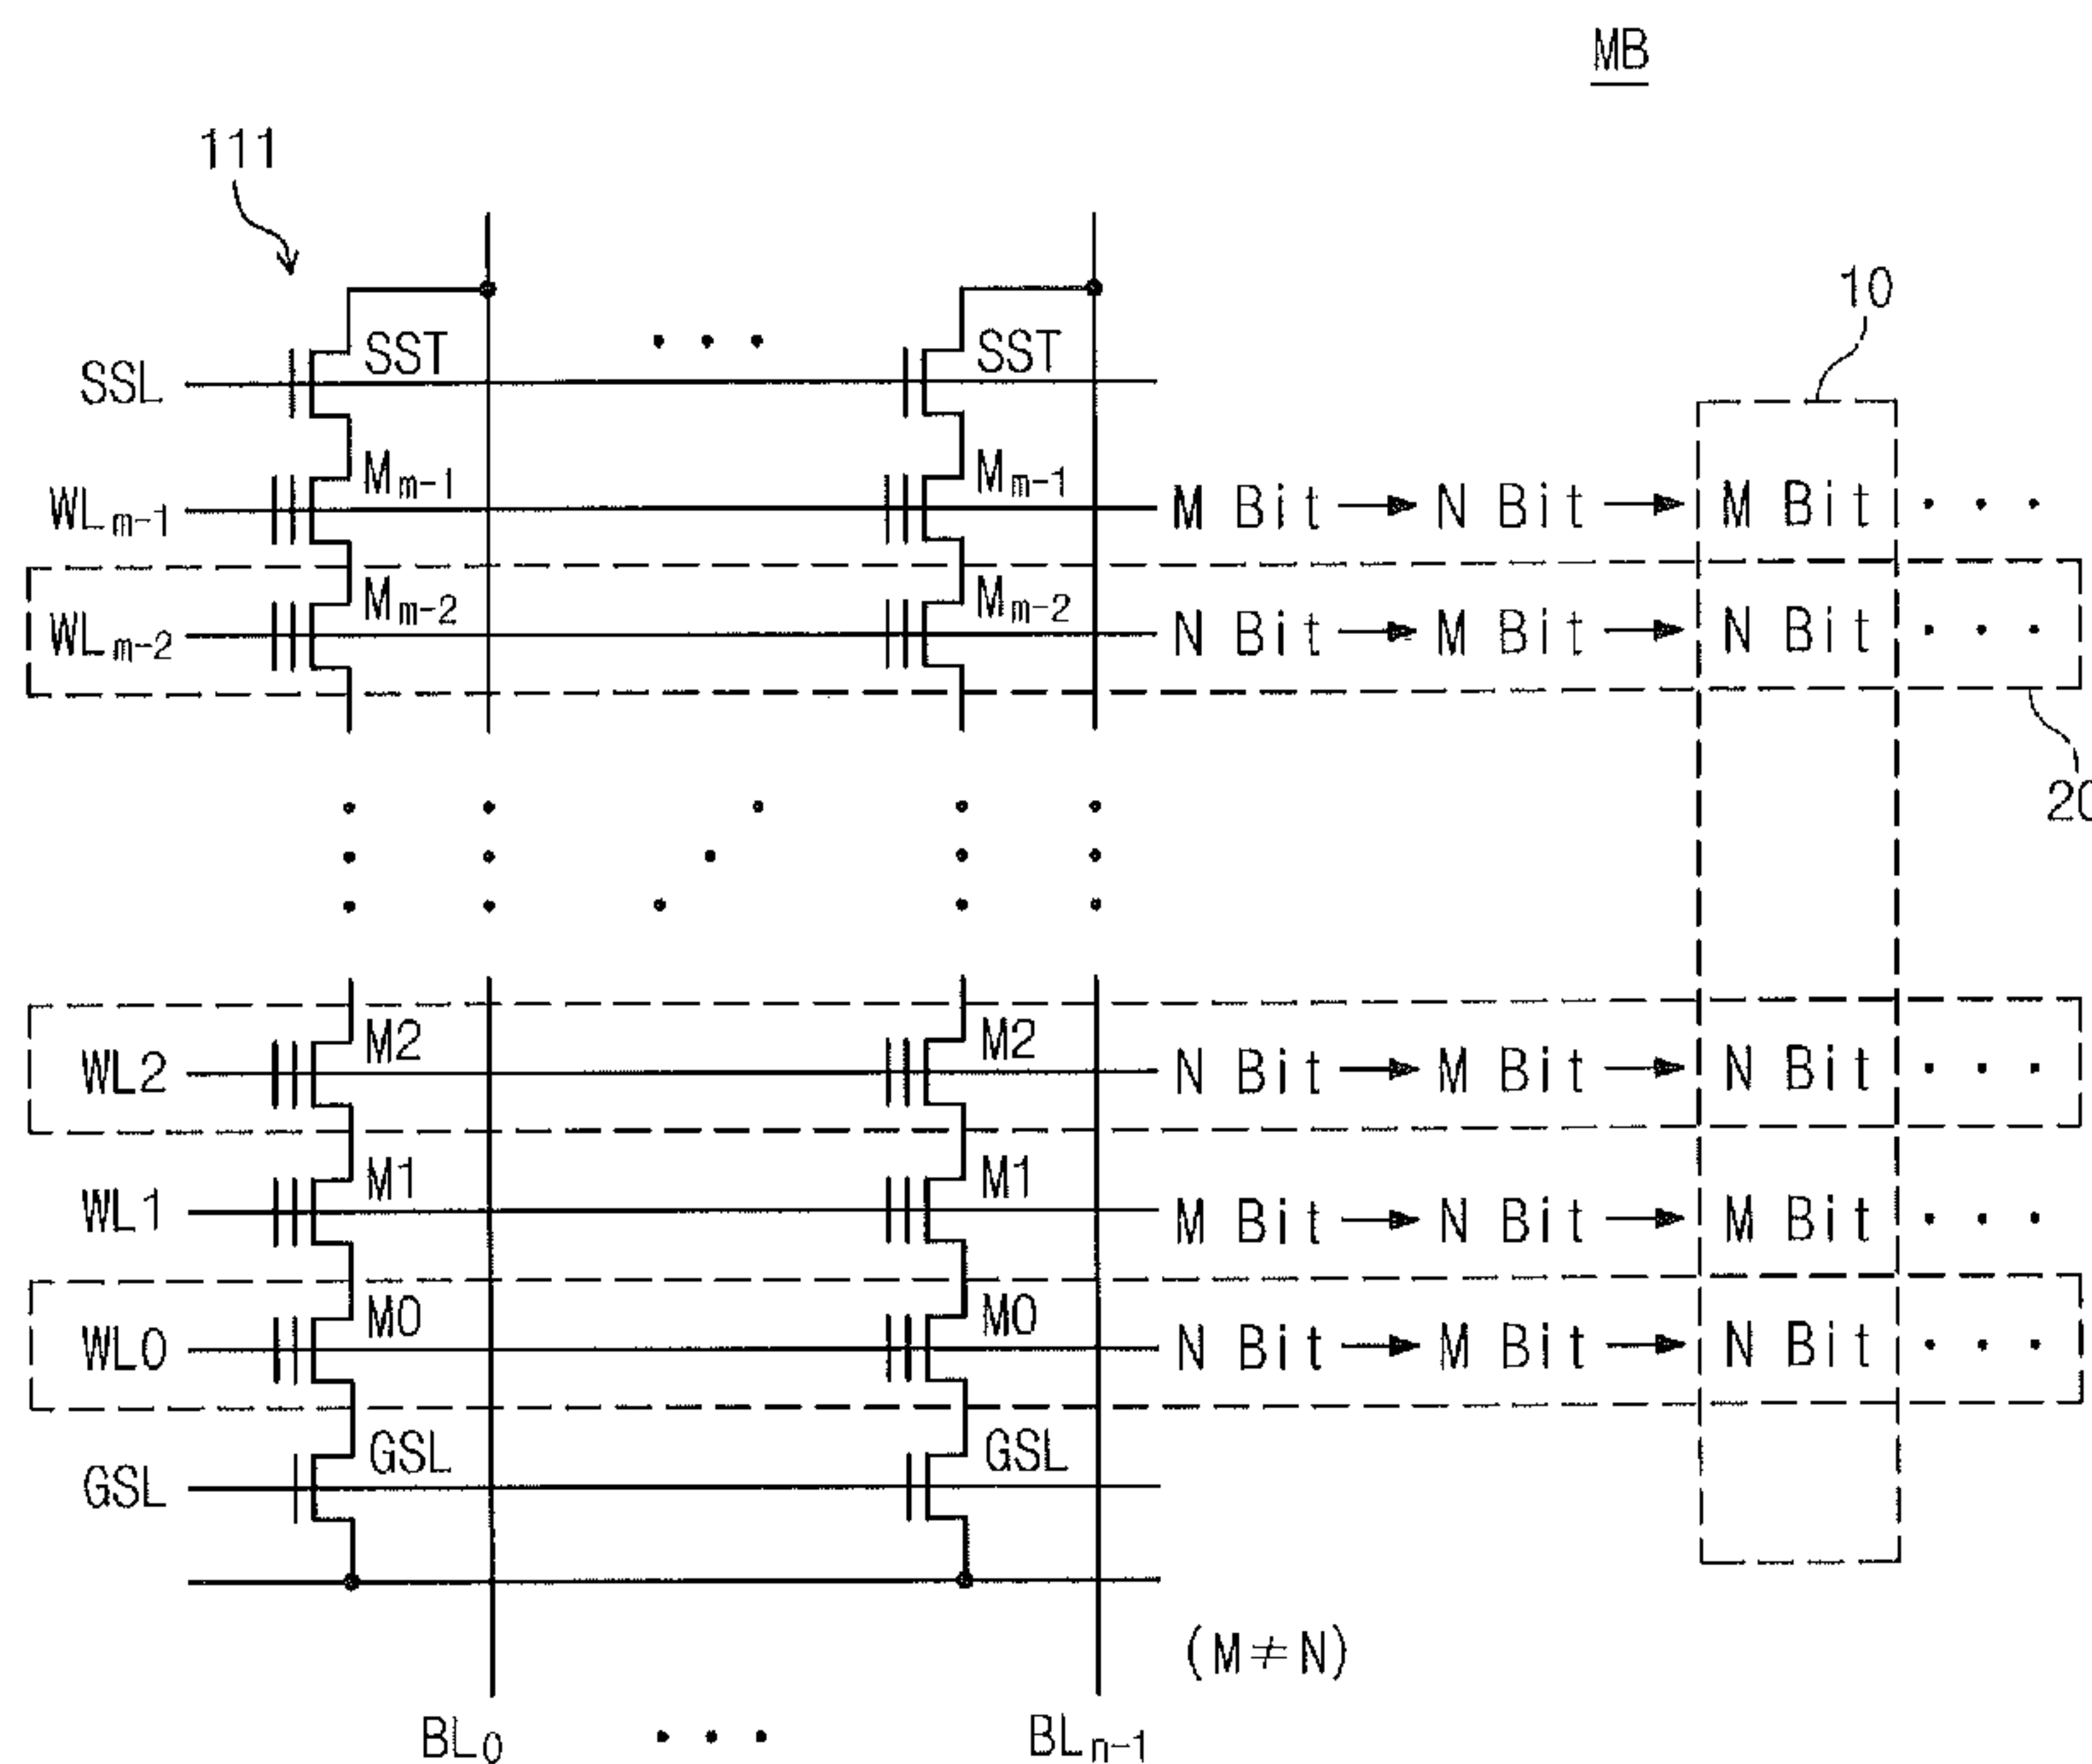 MB
111
10
SSL SST • • • SST
WLm-1 Mm-1 Mm-1 M Bit → N Bit → M Bit • • •
WLm-2 Mm-2 Mm-2 N Bit → M Bit → N Bit • • •
20
WL2 M2 M2 N Bit → M Bit → N Bit • • •
WL1 M1 M1 M Bit → N Bit → M Bit • • •
WL0 M0 M0 N Bit → M Bit → N Bit • • •
GSL GSL GSL
(M≠N)
BL0 • • • BLn-1